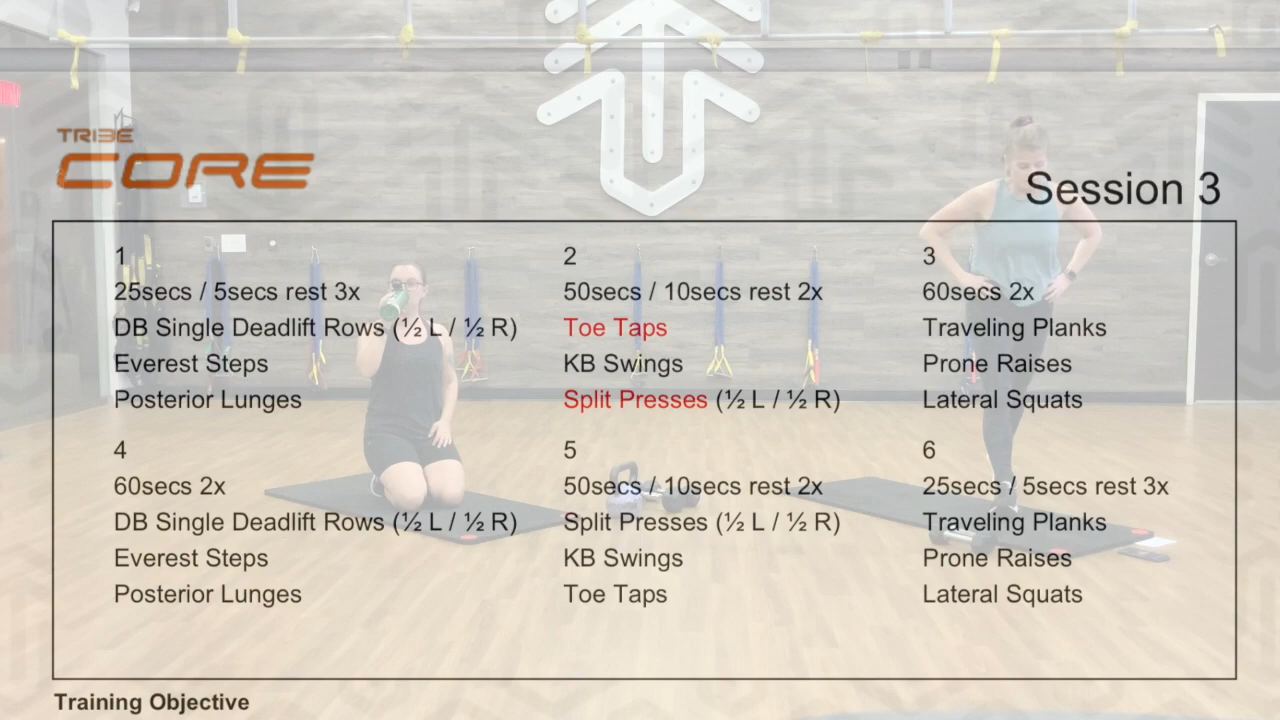 TRIBE
CORE
Session 3
1
25secs / 5secs rest 3x
DB Single Deadlift Rows (½ L / ½ R)
Everest Steps
Posterior Lunges
2
50secs / 10secs rest 2x
Toe Taps
KB Swings
Split Presses (½ L / ½ R)
3
60secs 2x
Traveling Planks
Prone Raises
Lateral Squats
4
60secs 2x
DB Single Deadlift Rows (½ L / ½ R)
Everest Steps
Posterior Lunges
5
50secs / 10secs rest 2x
Split Presses (½ L / ½ R)
KB Swings
Toe Taps
6
25secs / 5secs rest 3x
Traveling Planks
Prone Raises
Lateral Squats
Training Objective